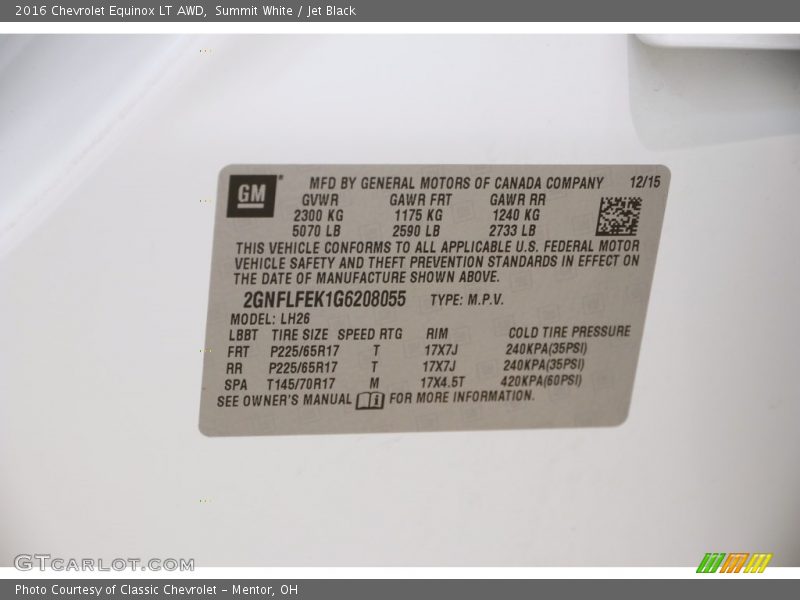 2016 Chevrolet Equinox LT AWD,  Summit White / Jet Black
GM® MFD BY GENERAL MOTORS OF CANADA COMPANY 12/15
GVWR GAWR FRT GAWR RR
2300 KG 1175 KG 1240 KG
5070 LB 2590 LB 2733 LB
THIS VEHICLE CONFORMS TO ALL APPLICABLE U.S. FEDERAL MOTOR
VEHICLE SAFETY AND THEFT PREVENTION STANDARDS IN EFFECT ON
THE DATE OF MANUFACTURE SHOWN ABOVE.
2GNFLFEK1G6208055 TYPE: M.P.V.
MODEL: LH26
LBBT TIRE SIZE SPEED RTG RIM COLD TIRE PRESSURE
FRT P225/65R17 T 17X7J 240KPA(35PSI)
RR P225/65R17 T 17X7J 240KPA(35PSI)
SPA T145/70R17 M 17X4.5T 420KPA(60PSI)
SEE OWNER'S MANUAL FOR MORE INFORMATION.
GTCARLOT.COM
Photo Courtesy of Classic Chevrolet - Mentor, OH